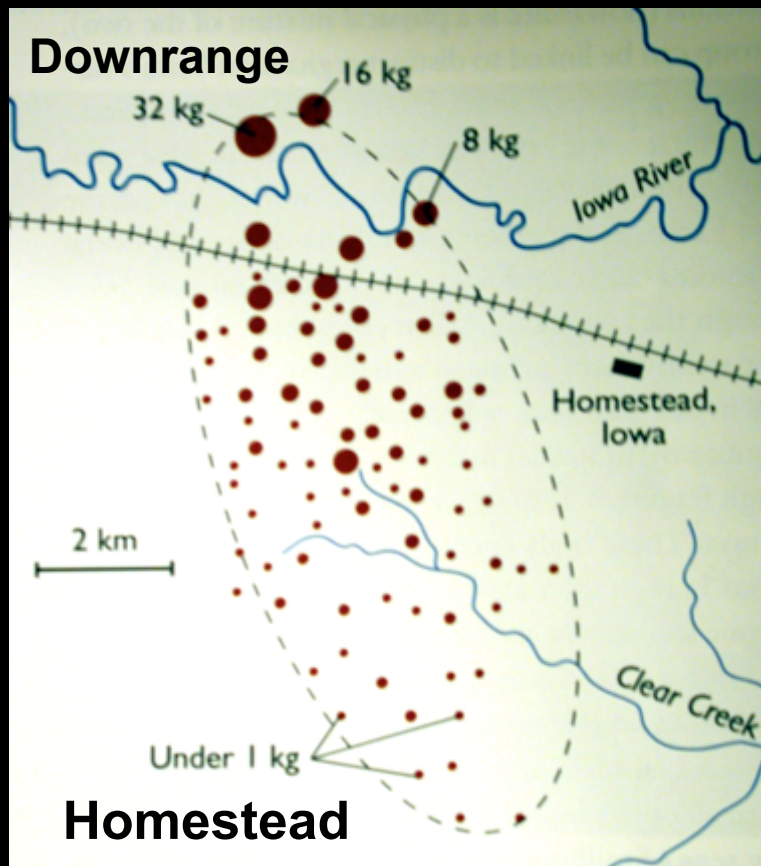 Downrange
16 kg
32 kg
8 kg
Iowa River
Homestead,
Iowa
2 km
Clear Creek
Under 1 kg
Homestead